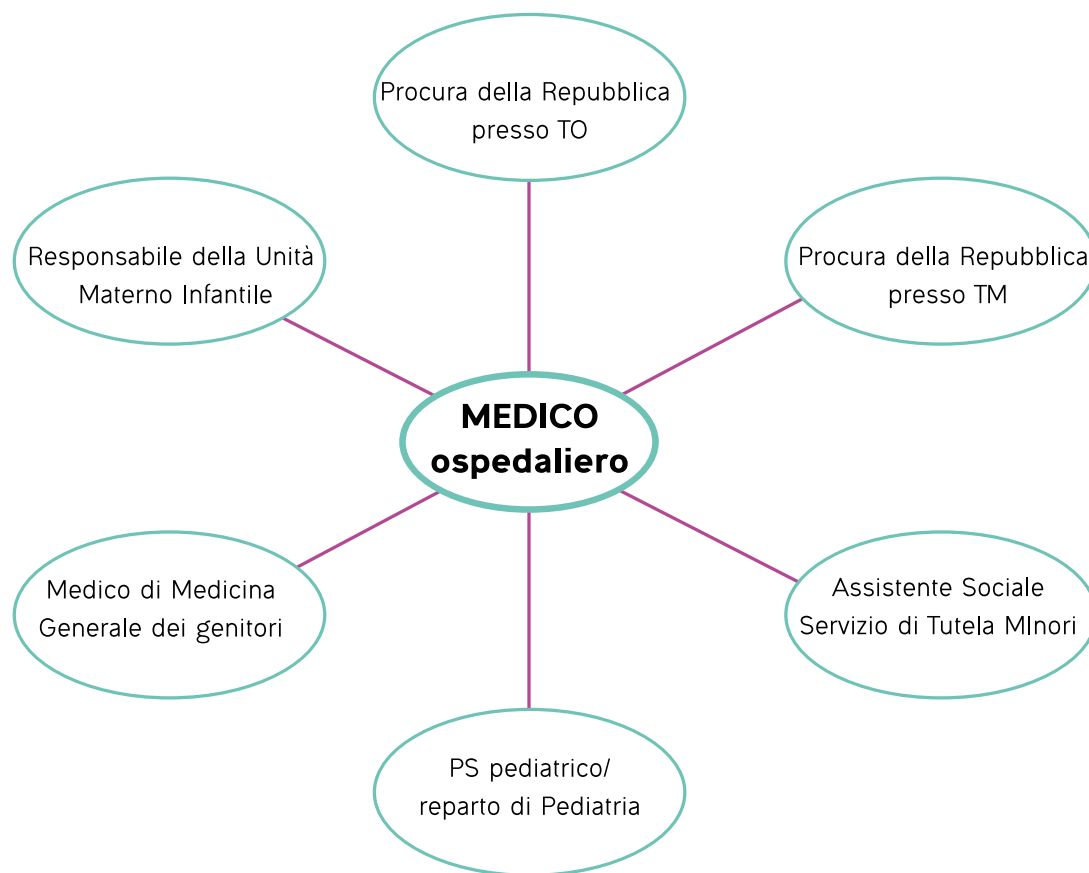 Procura della Repubblica
presso TO
Responsabile della Unità
Materno Infantile
Procura della Repubblica
presso TM
MEDICO
ospedaliero
Medico di Medicina
Generale dei genitori
Assistente Sociale
Servizio di Tutela MInori
PS pediatrico/
reparto di Pediatria